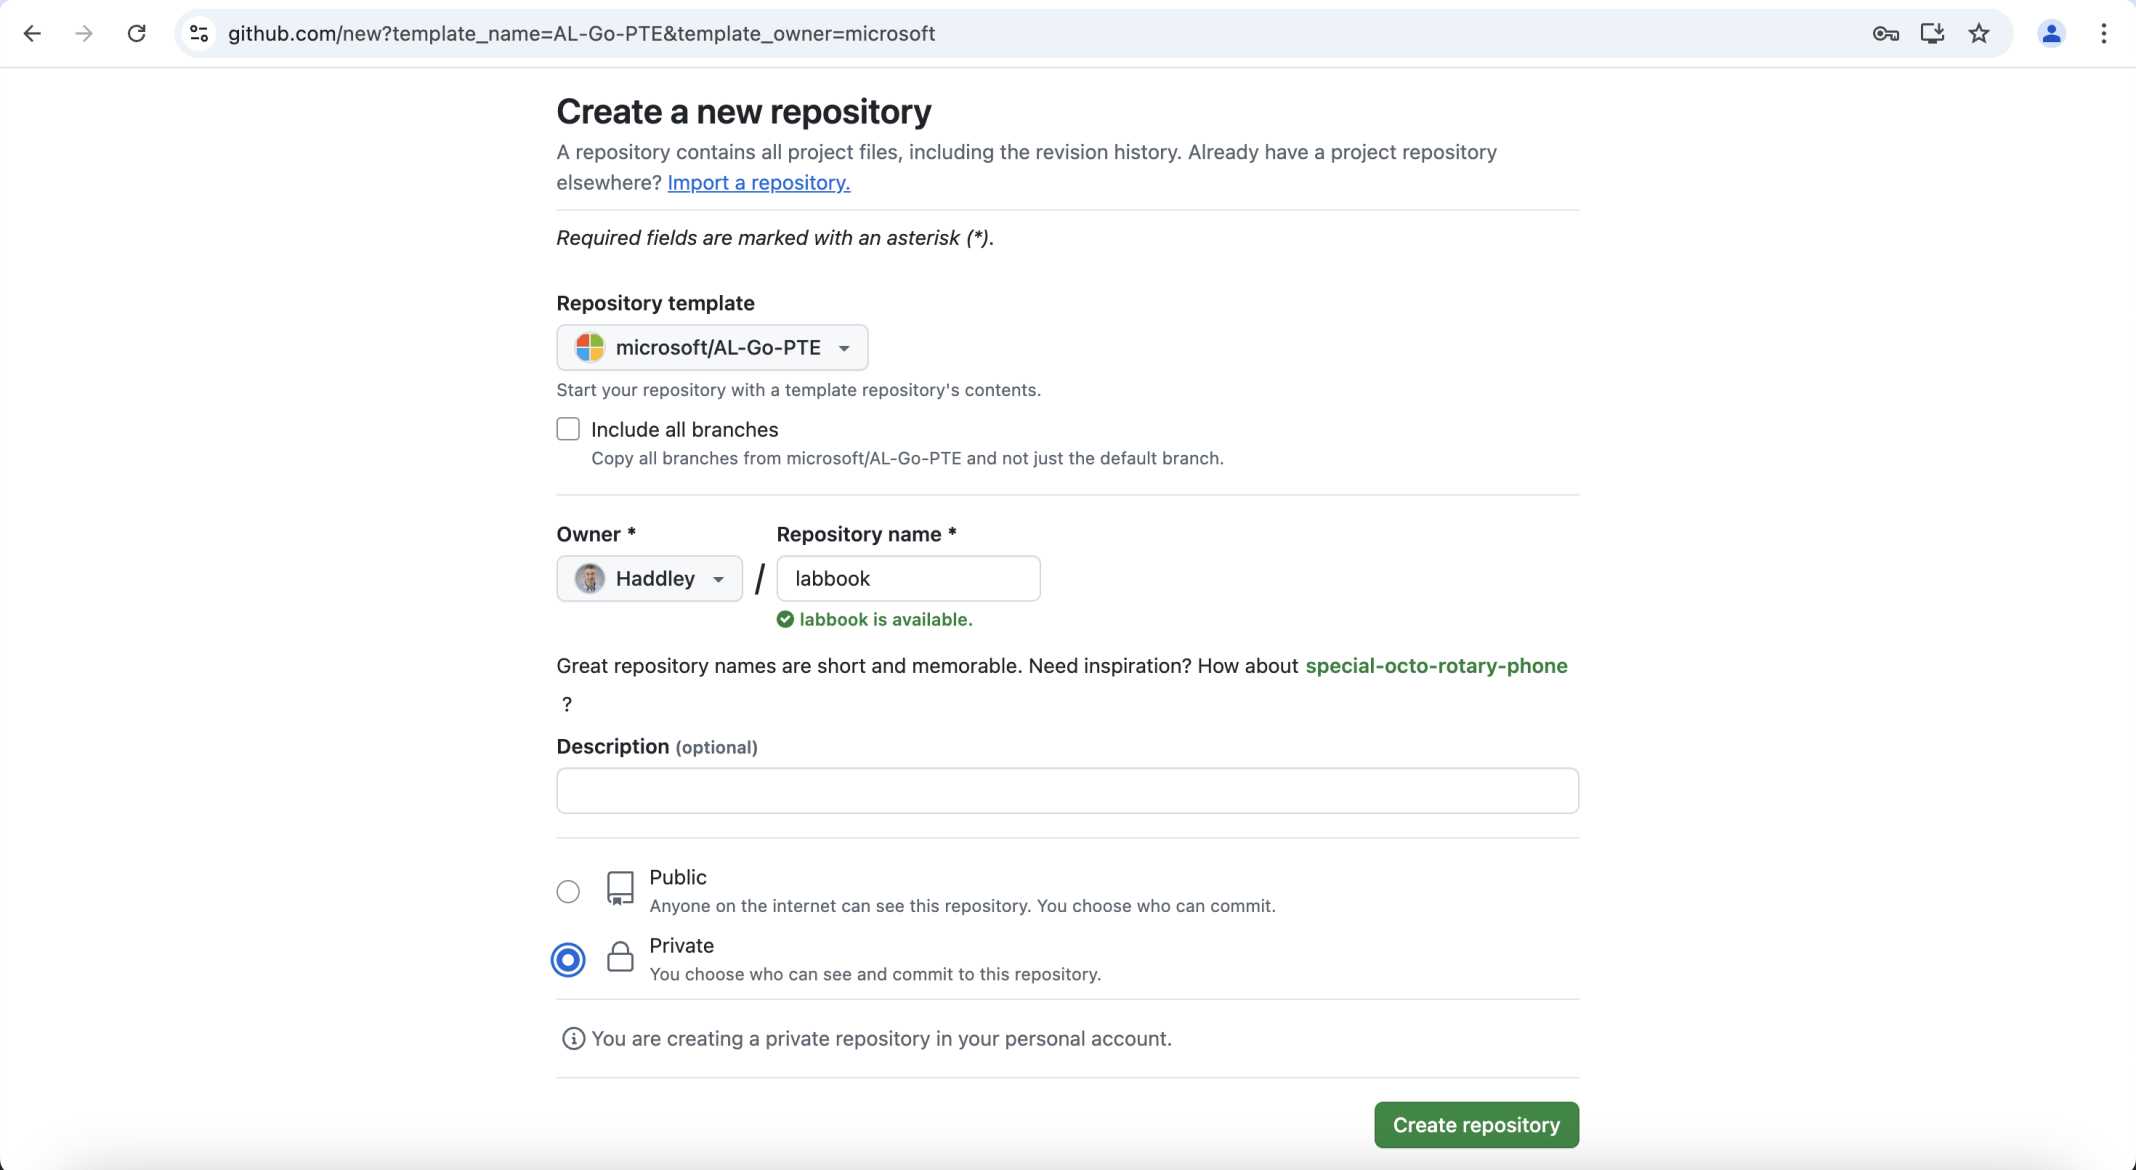 github.com/new?template_name=AL-Go-PTE&template_owner=microsoft
Create a new repository
A repository contains all project files, including the revision history. Already have a project repository
elsewhere? Import a repository.
Required fields are marked with an asterisk (*).
Repository template
microsoft/AL-Go-PTE
Start your repository with a template repository's contents.
Include all branches
Copy all branches from microsoft/AL-Go-PTE and not just the default branch.
Owner * Repository name *
Haddley / labbook
labbook is available.
Great repository names are short and memorable. Need inspiration? How about special-octo-rotary-phone
?
Description (optional)
Public
Anyone on the internet can see this repository. You choose who can commit.
Private
You choose who can see and commit to this repository.
You are creating a private repository in your personal account.
Create repository